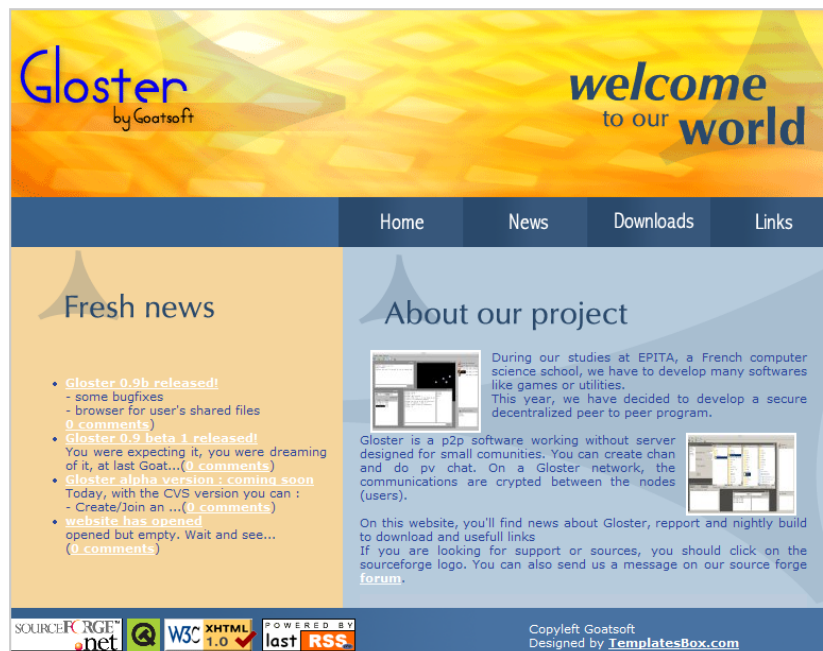 Gloster
by Goatsoft
welcome
to our world
Home News Downloads Links
Fresh news
Gloster 0.9b released!
- some bugfixes
- browser for user's shared files
0 comments)
Gloster 0.9 beta 1 released!
You were expecting it, you were dreaming
of it, at last Goat...(0 comments)
Gloster alpha version : coming soon
Today, with the CVS version you can :
- Create/Join an ...(0 comments)
website has opened
opened but empty. Wait and see...
(0 comments)
About our project
During our studies at EPITA, a French computer
science school, we have to develop many softwares
like games or utilities.
This year, we have decided to develop a secure
decentralized peer to peer program.
Gloster is a p2p software working without server
designed for small comunities. You can create chan
and do pv chat. On a Gloster network, the
communications are crypted between the nodes
(users).
On this website, you'll find news about Gloster, repport and nightly build
to download and usefull links
If you are looking for support or sources, you should click on the
sourceforge logo. You can also send us a message on our source forge
forum.
SOURCEFORGE™
.net
W3C XHTML
1.0
POWERED BY
last RSS
Copyleft Goatsoft
Designed by TemplatesBox.com